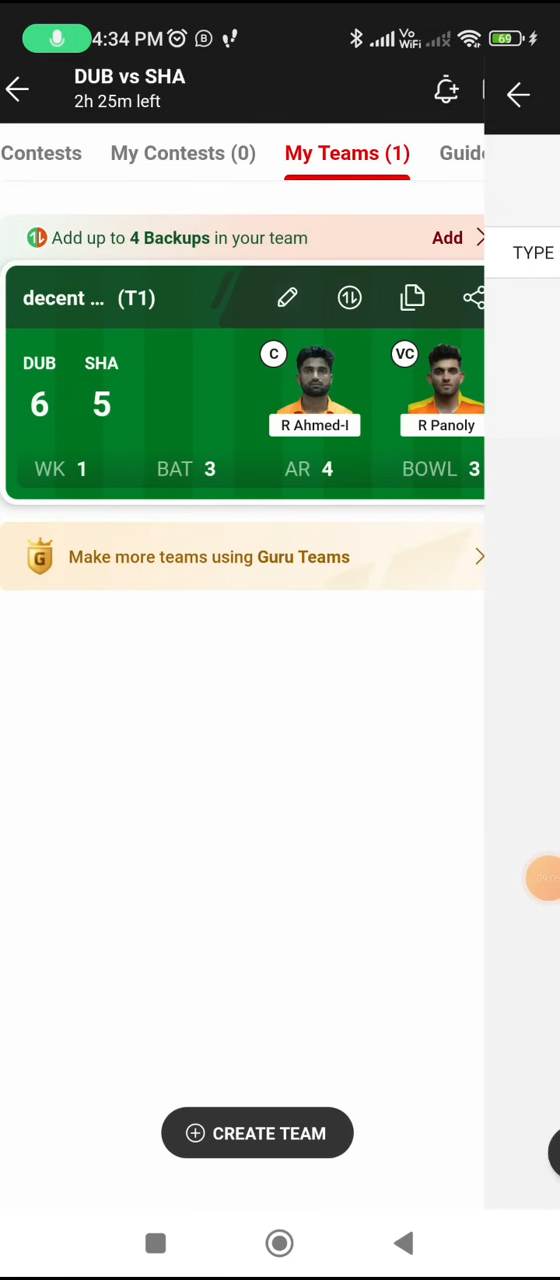 4:34 PM
Vo
WiFi
69
DUB vs SHA
2h 25m left
Contests
My Contests (0)
My Teams (1)
TYPE
Add up to 4 Backups in your team
Add
decent ... (T1)
DUB
SHA
6
5
C
VC
R Ahmed-I
R Panoly
WK 1
BAT 3
AR 4
BOWL 3
G
Make more teams using Guru Teams
CREATE TEAM